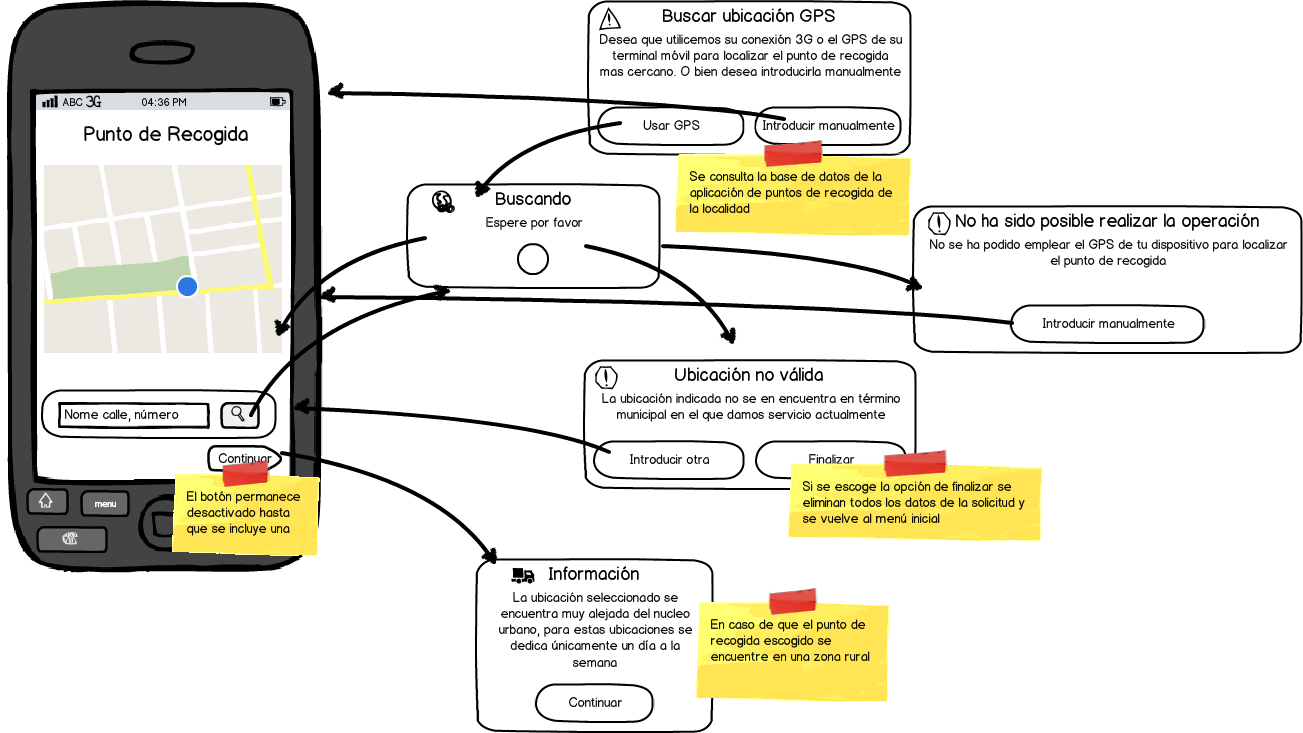 ABC 3G 04:36 PM
Punto de Recogida
Nome calle, número
Continuar
El botón permanece
desactivado hasta
que se incluye una
menu
Buscar ubicación GPS
Desea que utilicemos su conexión 3G o el GPS de su
terminal móvil para localizar el punto de recogida
mas cercano. O bien desea introducirla manualmente
Usar GPS
Introducir manualmente
Se consulta la base de datos de la
aplicación de puntos de recogida de
la localidad
Buscando
Espere por favor
No ha sido posible realizar la operación
No se ha podido emplear el GPS de tu dispositivo para localizar
el punto de recogida
Introducir manualmente
Ubicación no válida
La ubicación indicada no se en encuentra en término
municipal en el que damos servicio actualmente
Introducir otra
Finalizar
Si se escoge la opción de finalizar se
eliminan todos los datos de la solicitud y
se vuelve al menú inicial
Información
La ubicación seleccionado se
encuentra muy alejada del nucleo
urbano, para estas ubicaciones se
dedica únicamente un día a la
semana
Continuar
En caso de que el punto de
recogida escogido se
encuentre en una zona rural